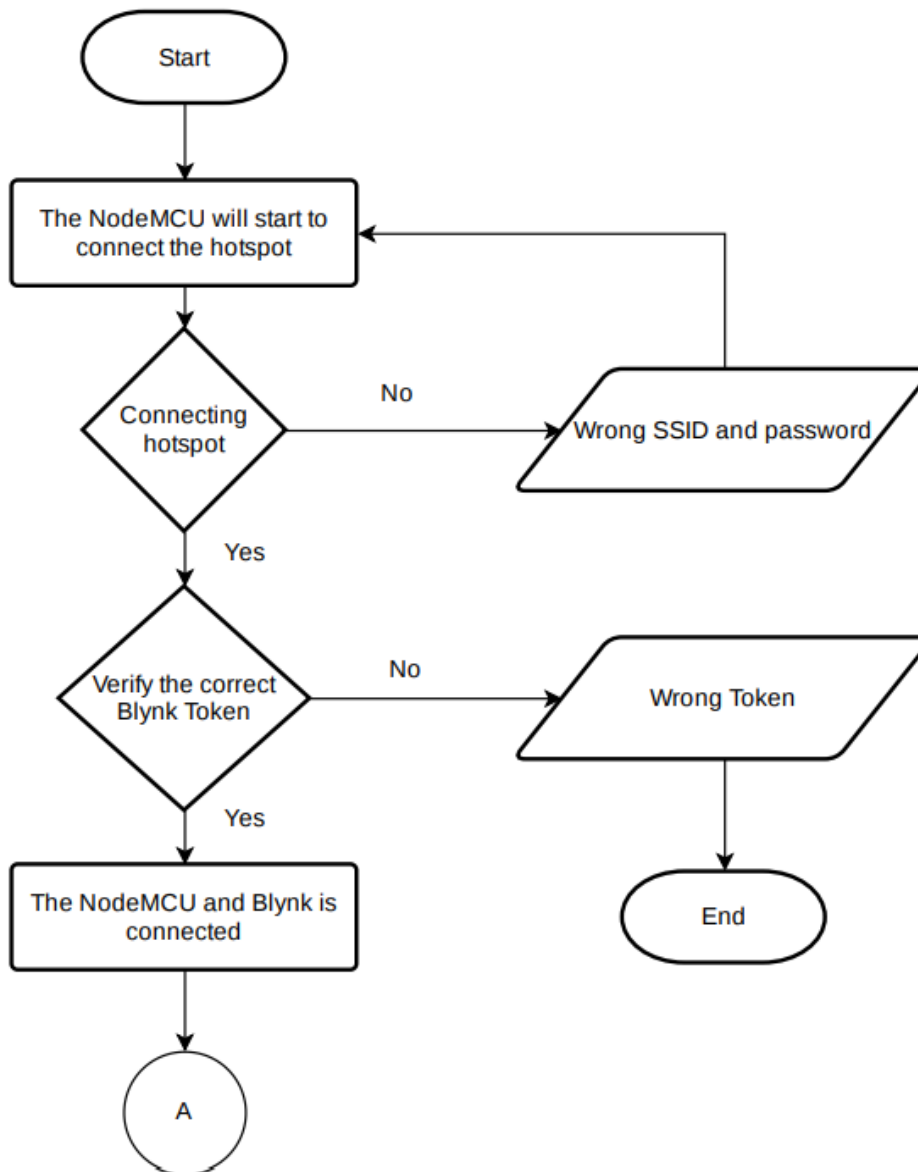 Start
The NodeMCU will start to
connect the hotspot
Connecting
hotspot
No
Wrong SSID and password
Yes
Verify the correct
Blynk Token
No
Wrong Token
Yes
The NodeMCU and Blynk is
connected
End
A